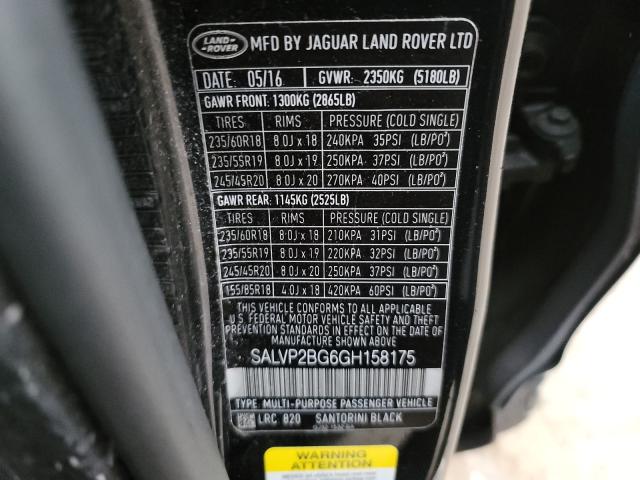 LAND-ROVER MFD BY JAGUAR LAND ROVER LTD
DATE: 05/16 GVWR: 2350KG (5180LB)
GAWR FRONT: 1300KG (2865LB)
TIRES RIMS PRESSURE (COLD SINGLE)
235/60R18 8.0J x 18 240KPA 35PSI (LB/PO²)
235/55R19 8.0J x 19 250KPA 37PSI (LB/PO²)
245/45R20 8.0J x 20 270KPA 40PSI (LB/PO²)
GAWR REAR: 1145KG (2525LB)
TIRES RIMS PRESSURE (COLD SINGLE)
235/60R18 8.0J x 18 210KPA 31PSI (LB/PO²)
235/55R19 8.0J x 19 220KPA 32PSI (LB/PO²)
245/45R20 8.0J x 20 250KPA 37PSI (LB/PO²)
155/85R18 4.0J x 18 420KPA 60PSI (LB/PO²)
THIS VEHICLE CONFORMS TO ALL APPLICABLE
U S FEDERAL MOTOR VEHICLE SAFETY AND THEFT
PREVENTION STANDARDS IN EFFECT ON THE DATE OF
MANUFACTURE SHOWN ABOVE
SALVP2BG6GH158175
TYPE: MULTI-PURPOSE PASSENGER VEHICLE
LRC 820 SANTORINI BLACK
WARNING
ATTENTION